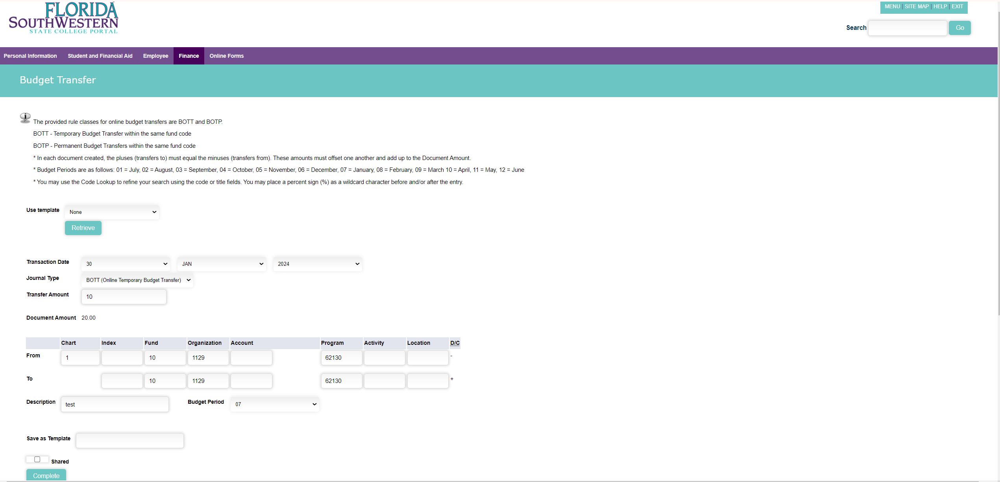 FLORIDA
SOUTHWESTERN
STATE COLLEGE PORTAL
MENU | SITE MAP | HELP | EXIT
Search Go
Personal Information Student and Financial Aid Employee Finance Online Forms
Budget Transfer
The provided rule classes for online budget transfers are BOTT and BOTP.
BOTT - Temporary Budget Transfer within the same fund code
BOTP - Permanent Budget Transfers within the same fund code
* In each document created, the pluses (transfers to) must equal the minuses (transfers from). These amounts must offset one another and add up to the Document Amount.
* Budget Periods are as follows: 01 = July, 02 = August, 03 = September, 04 = October, 05 = November, 06 = December, 07 = January, 08 = February, 09 = March 10 = April, 11 = May, 12 = June
* You may use the Code Lookup to refine your search using the code or title fields. You may place a percent sign (%) as a wildcard character before and/or after the entry.
Use template None
Retrieve
Transaction Date 30 JAN 2024
Journal Type BOTT (Online Temporary Budget Transfer)
Transfer Amount 10
Document Amount 20.00
Chart Index Fund Organization Account Program Activity Location D/C
From 1 10 1129 62130 -
To 10 1129 62130 +
Description test Budget Period 07
Save as Template
Shared
Complete